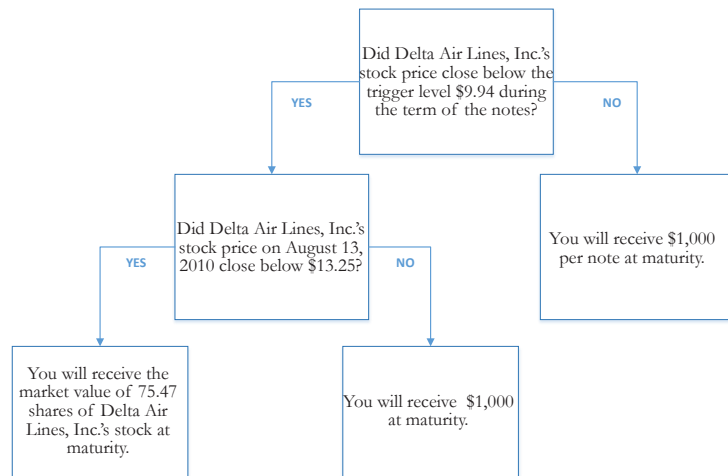 Did Delta Air Lines, Inc.'s
stock price close below the
trigger level $9.94 during
the term of the notes?
YES
NO
Did Delta Air Lines, Inc.'s
stock price on August 13,
2010 close below $13.25?
You will receive $1,000
per note at maturity.
YES
NO
You will receive the
market value of 75.47
shares of Delta Air
Lines, Inc.'s stock at
maturity.
You will receive $1,000
at maturity.